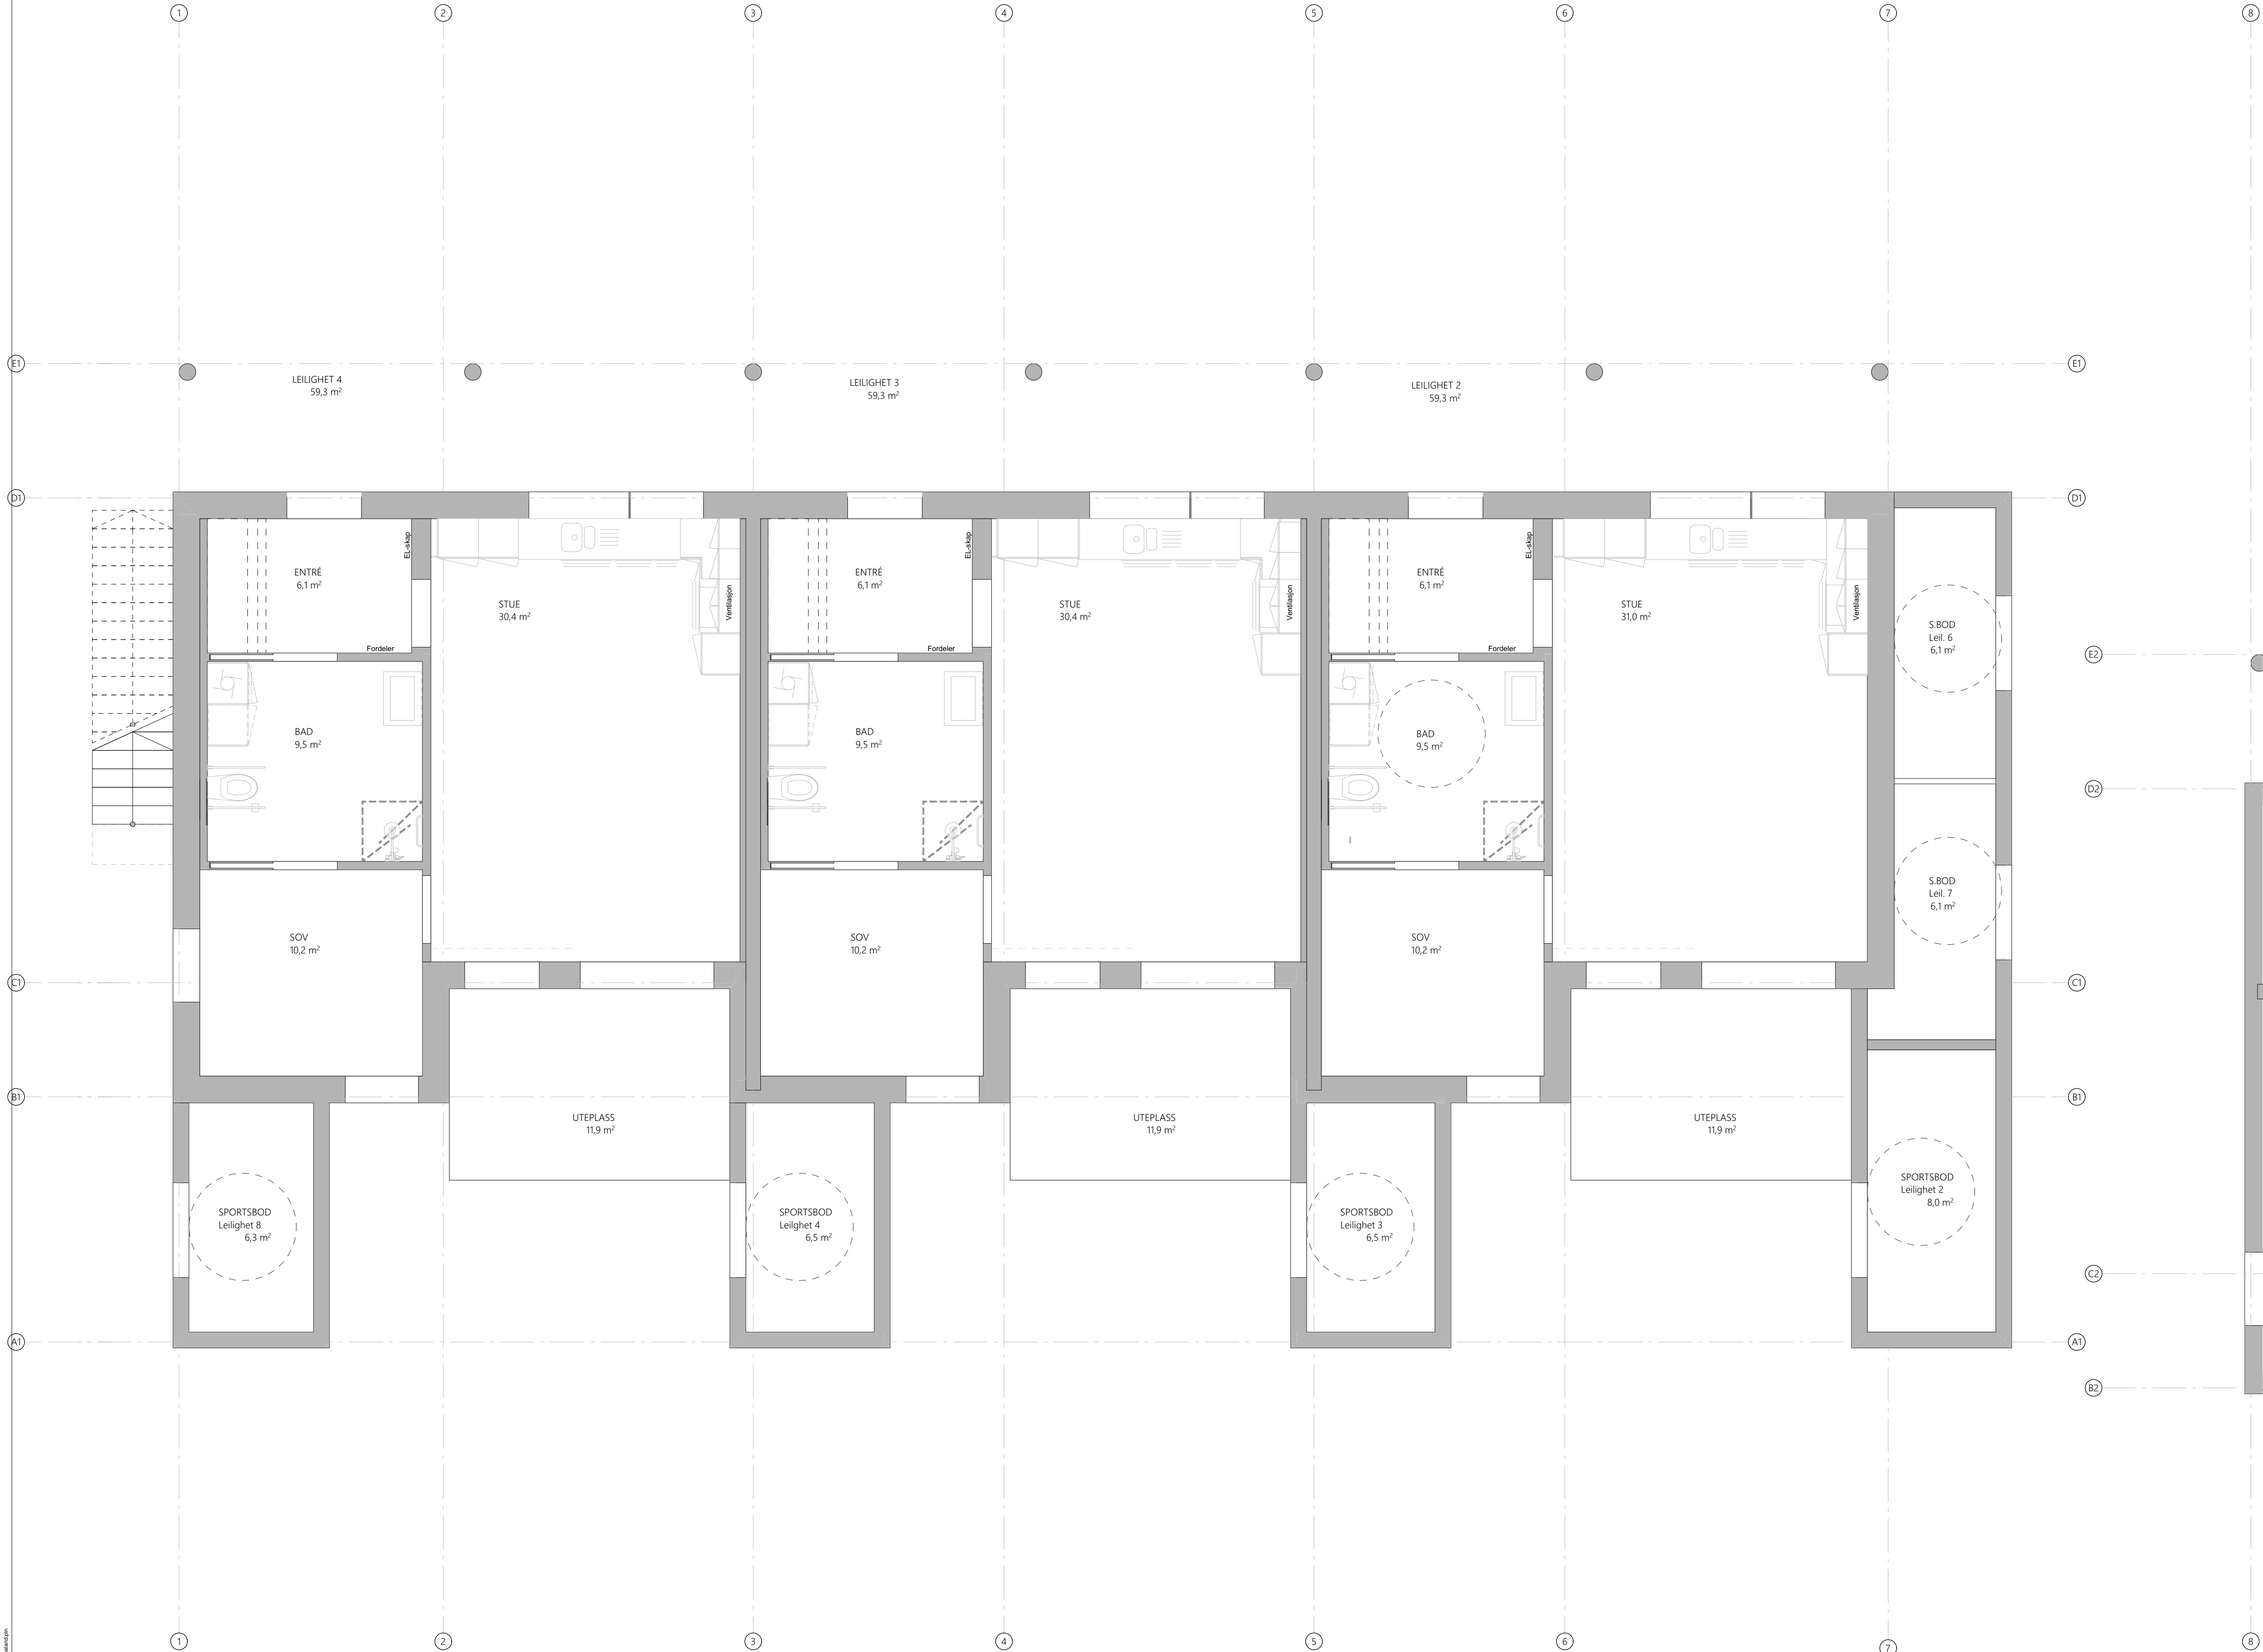 1 2 3 4 5 6 7 8
E1 E1
LEILIGHET 4
59,3 m²
LEILIGHET 3
59,3 m²
LEILIGHET 2
59,3 m²
D1 D1
EL-skap
EL-skap
EL-skap
ENTRÉ
6,1 m²
ENTRÉ
6,1 m²
ENTRÉ
6,1 m²
STUE
30,4 m²
STUE
30,4 m²
STUE
31,0 m²
Ventilasjon
Ventilasjon
Ventilasjon
S.BOD
Leil. 6
6,1 m²
Fordeler
Fordeler
Fordeler
E2
BAD
9,5 m²
BAD
9,5 m²
BAD
9,5 m²
D2
S.BOD
Leil. 7
6,1 m²
SOV
10,2 m²
SOV
10,2 m²
SOV
10,2 m²
C1 C1
B1 B1
UTEPLASS
11,9 m²
UTEPLASS
11,9 m²
UTEPLASS
11,9 m²
SPORTSBOD
Leilighet 2
8,0 m²
SPORTSBOD
Leilighet 8
6,3 m²
SPORTSBOD
Leilghet 4
6,5 m²
SPORTSBOD
Leilighet 3
6,5 m²
C2
A1 A1
B2
1 2 3 4 5 6 7 8